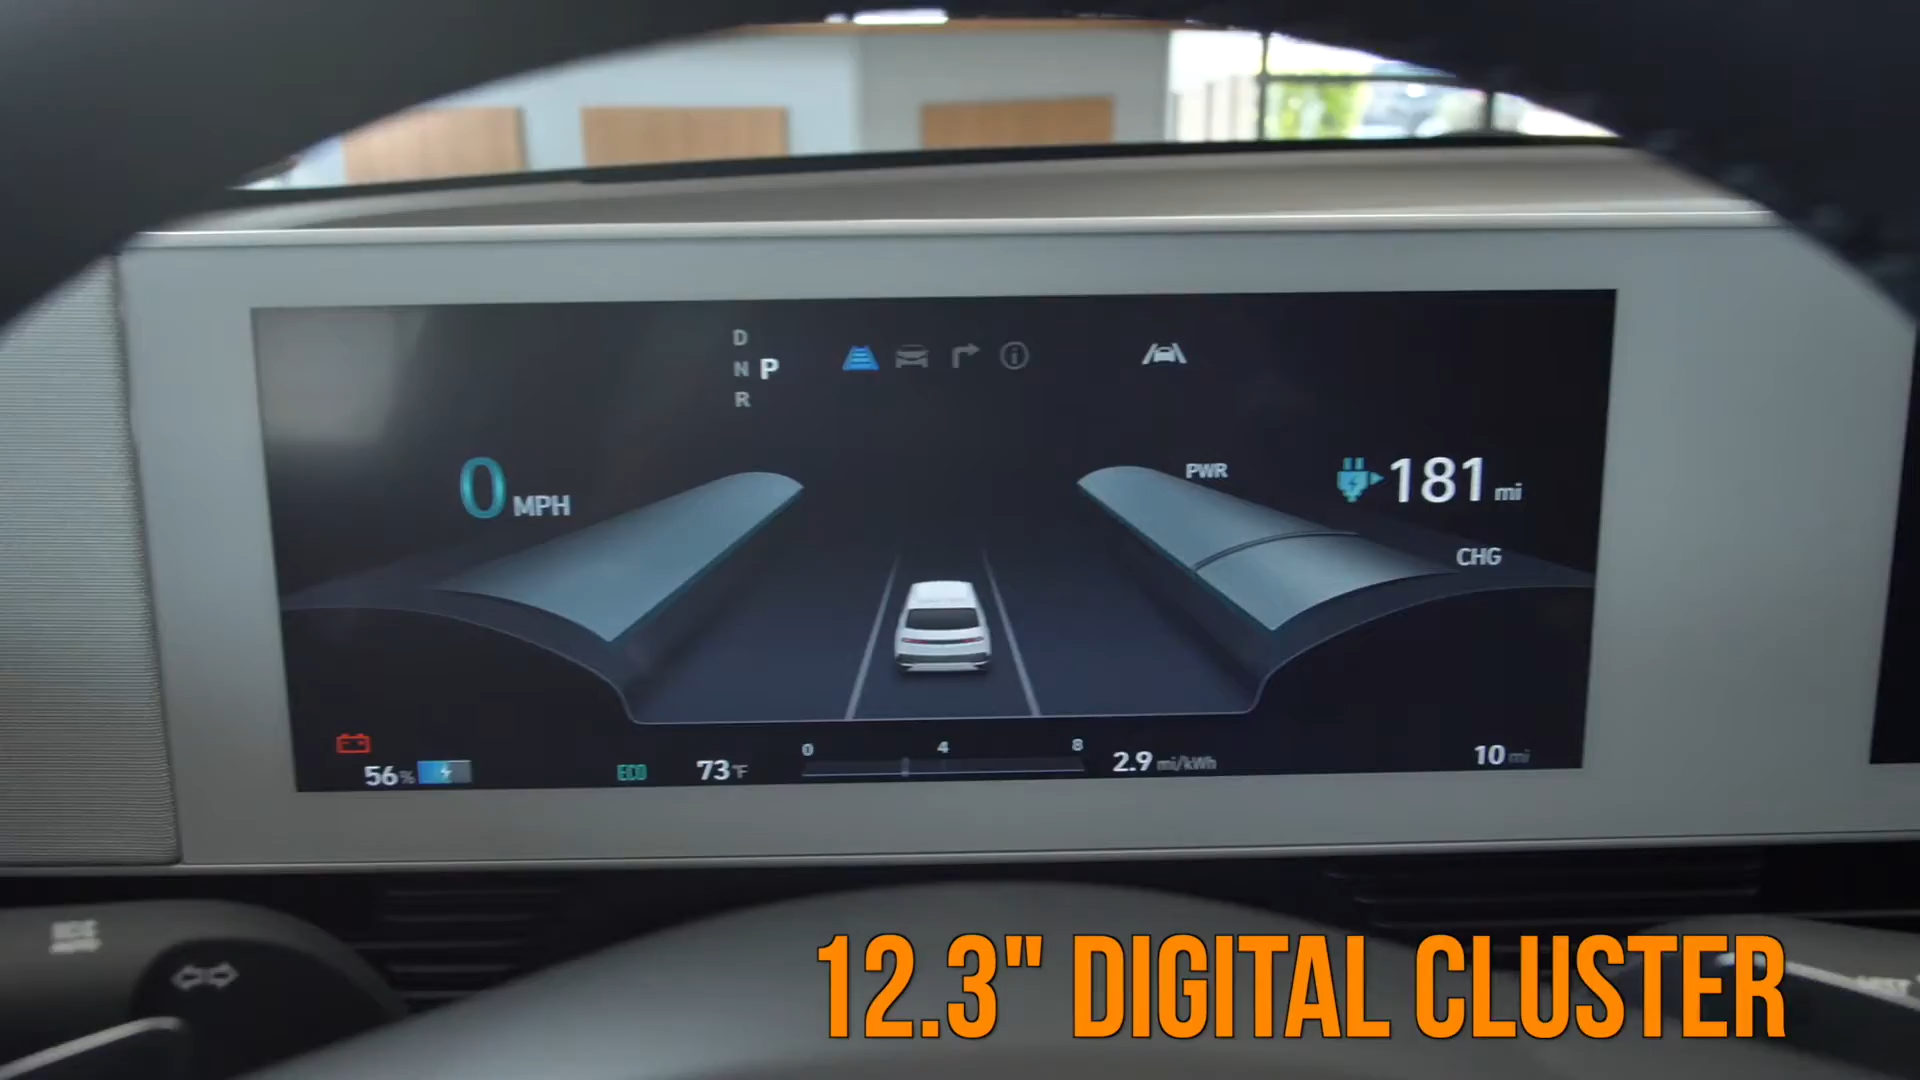 D
N P
R
0 MPH
PWR
181 mi
CHG
56%
ECO
73°F
0 4 8
2.9 mi/kWh
10 mi
12.3" DIGITAL CLUSTER